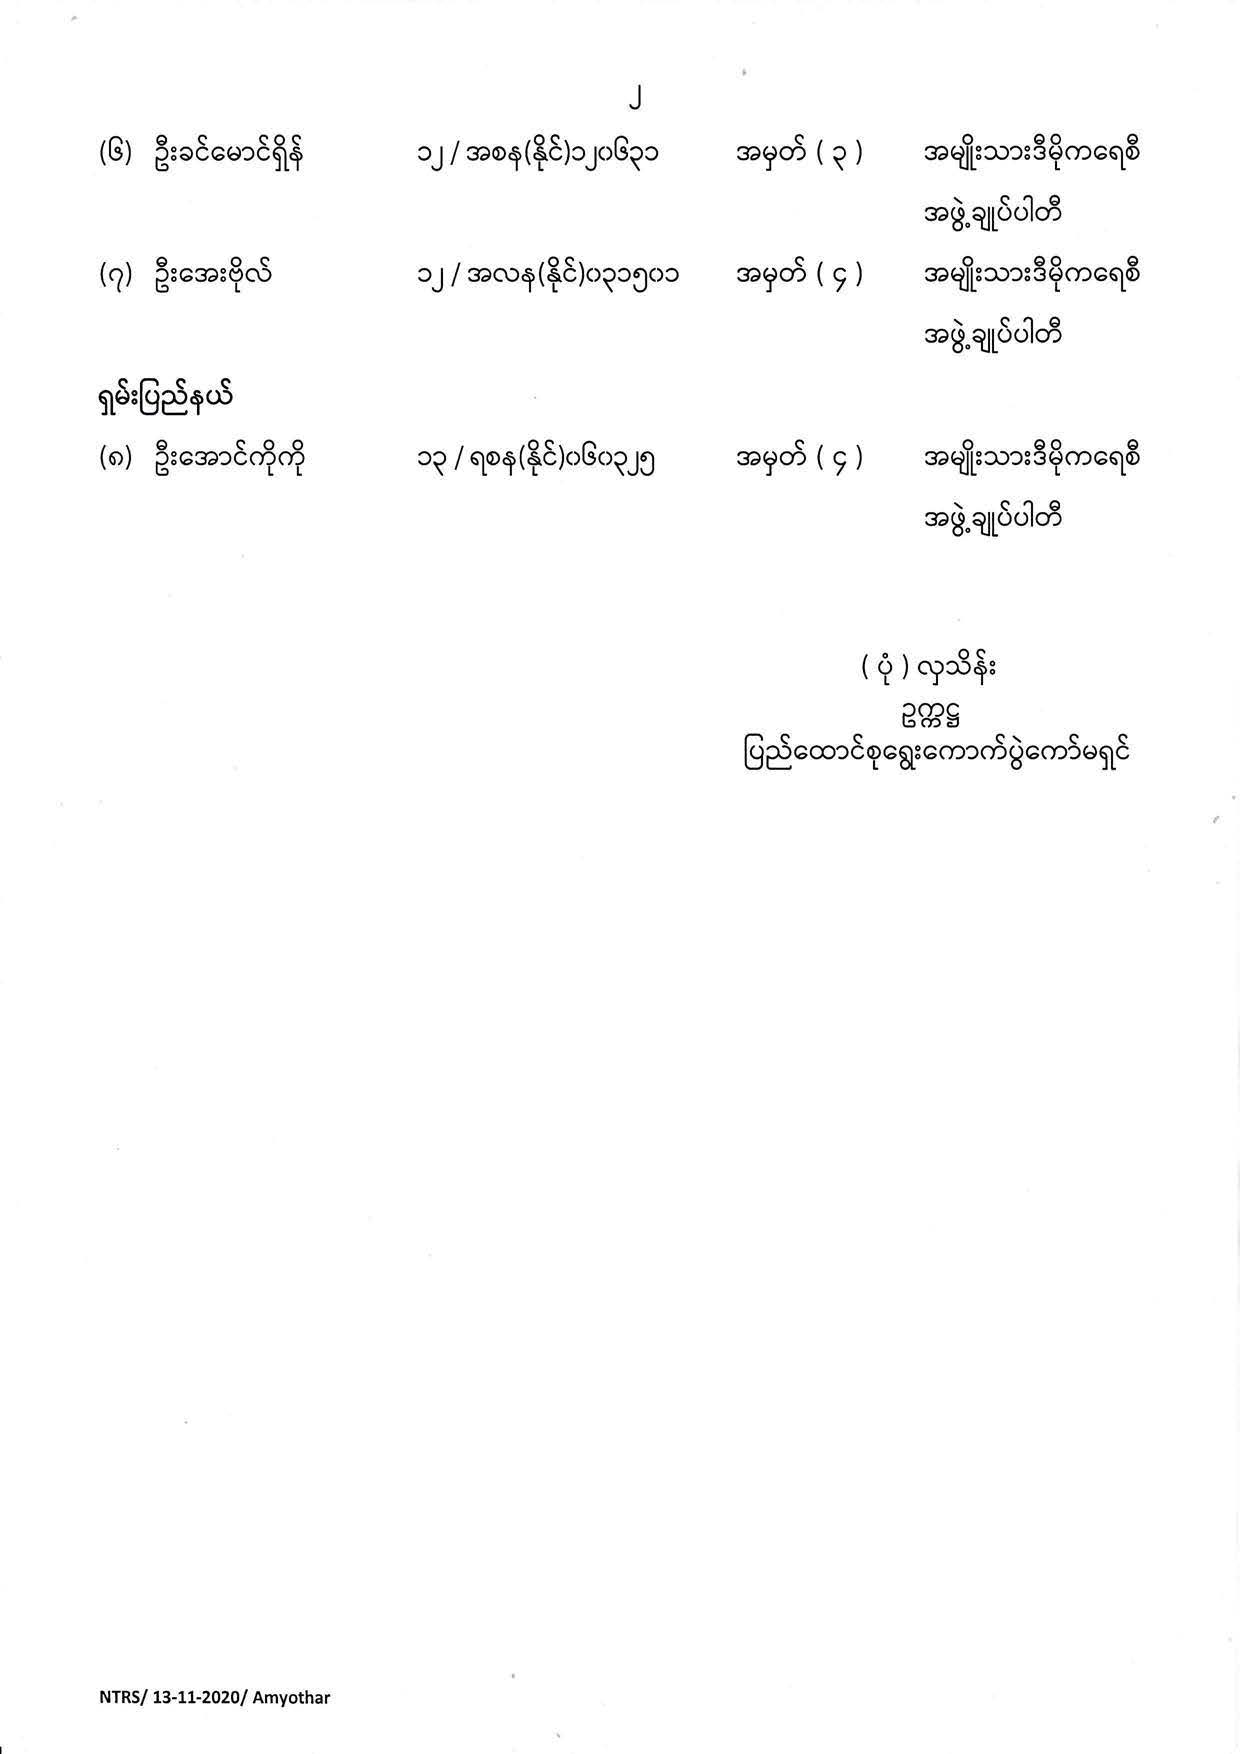 ၂
(၆) ဦးခင်မောင်ရှိန် ၁၂ / အစန(နိုင်)၁၂၀၆၃၁ အမှတ် ( ၃ ) အမျိုးသားဒီမိုကရေစီ
အဖွဲ့ချုပ်ပါတီ
(၇) ဦးအေးဗိုလ် ၁၂ / အလန(နိုင်)၀၃၁၅၀၁ အမှတ် ( ၄ ) အမျိုးသားဒီမိုကရေစီ
အဖွဲ့ချုပ်ပါတီ
ရှမ်းပြည်နယ်
(၈) ဦးအောင်ကိုကို ၁၃ / ရစန(နိုင်)၀၆၀၃၂၅ အမှတ် ( ၄ ) အမျိုးသားဒီမိုကရေစီ
အဖွဲ့ချုပ်ပါတီ
( ပုံ ) လှသိန်း
ဥက္ကဋ္ဌ
ပြည်ထောင်စုရွေးကောက်ပွဲကော်မရှင်
NTRS/ 13-11-2020/ Amyothar